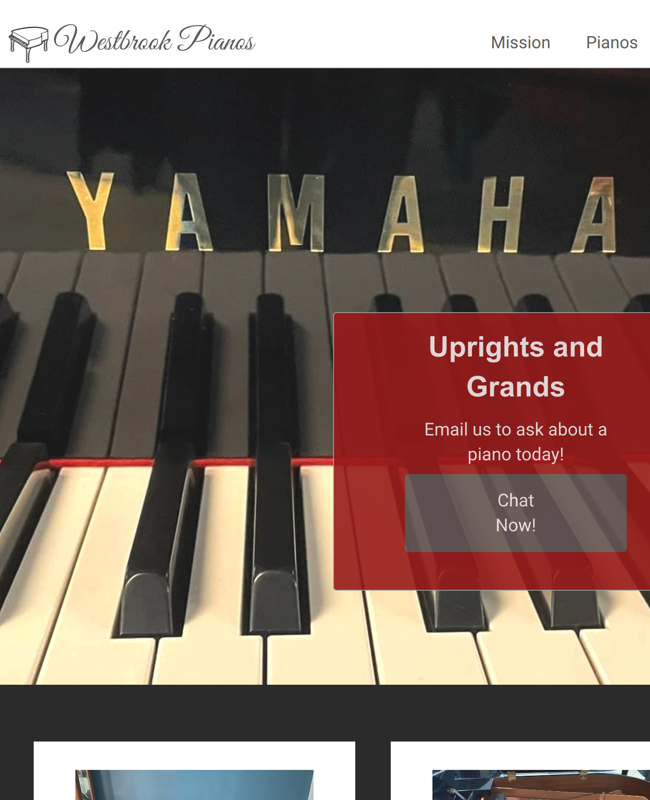 Westbrook Pianos
Mission
Pianos
YAMAHA
Uprights and
Grands
Email us to ask about a
piano today!
Chat
Now!